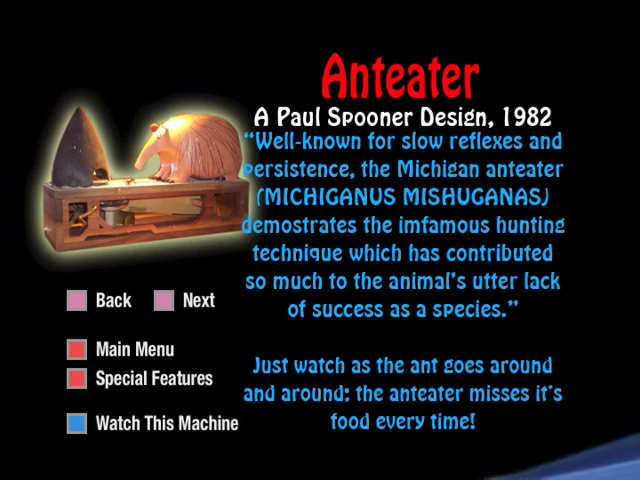 Anteater
A Paul Spooner Design, 1982
“Well-known for slow reflexes and
persistence, the Michigan anteater
(MICHIGANUS MISHUGANAS)
demostrates the imfamous hunting
technique which has contributed
so much to the animal’s utter lack
of success as a species.”
Just watch as the ant goes around
and around; the anteater misses it’s
food every time!
Back
Next
Main Menu
Special Features
Watch This Machine